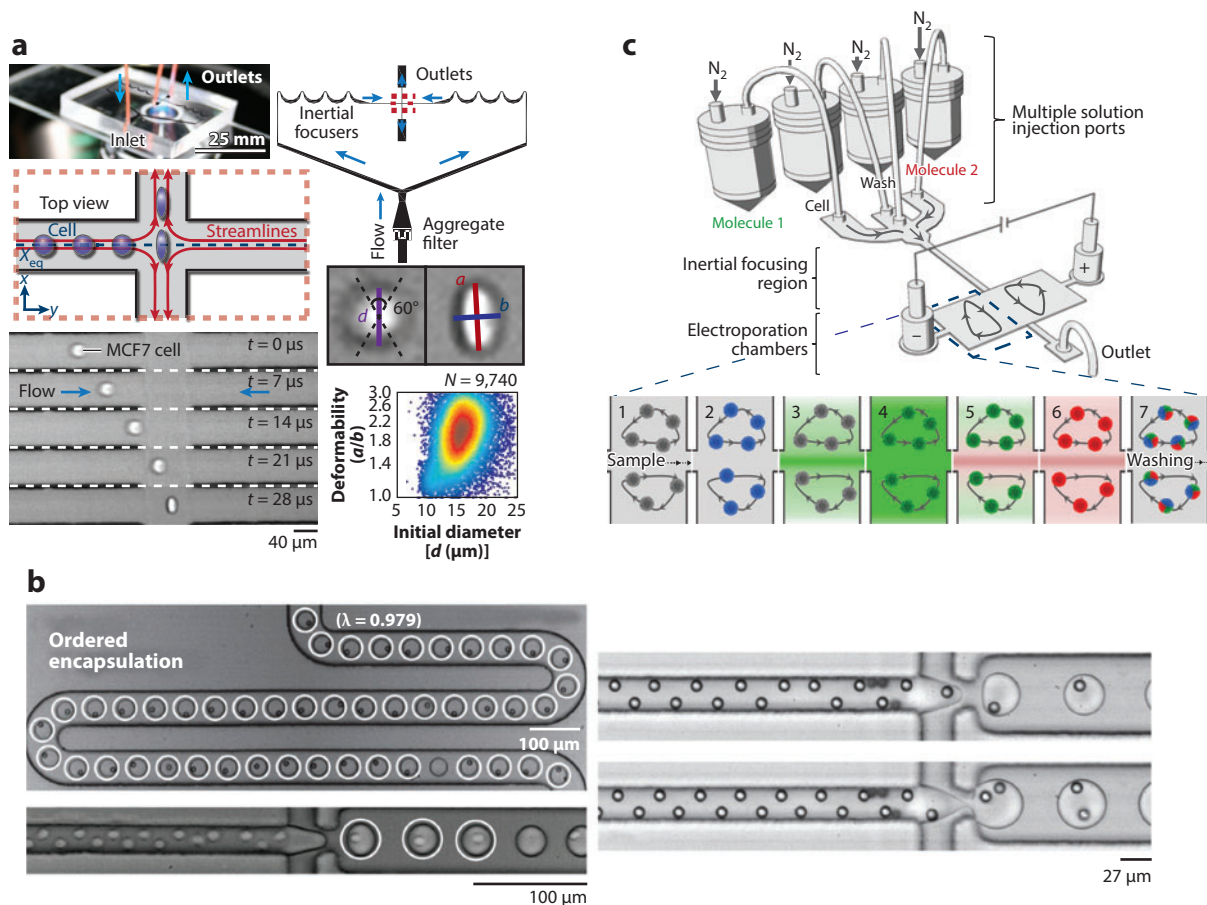 a
Outlets
Inlet
25 mm
Outlets
Inertial
focusers
Flow
Aggregate
filter
Top view
Cell
Streamlines
Xeq
x
y
d
60°
a
b
t = 0 µs
MCF7 cell
t = 7 µs
Flow
t = 14 µs
t = 21 µs
t = 28 µs
40 µm
N = 9,740
Deformability
(a/b)
3.0
2.6
2.2
1.8
1.4
1.0
5 10 15 20 25
Initial diameter
[d (µm)]
c
N2
N2
N2
N2
Multiple solution
injection ports
Molecule 1
Cell
Wash
Molecule 2
Inertial focusing
region
Electroporation
chambers
+
−
Outlet
1 2 3 4 5 6 7
Sample
Washing
b
Ordered
encapsulation
(λ = 0.979)
100 µm
100 µm
27 µm